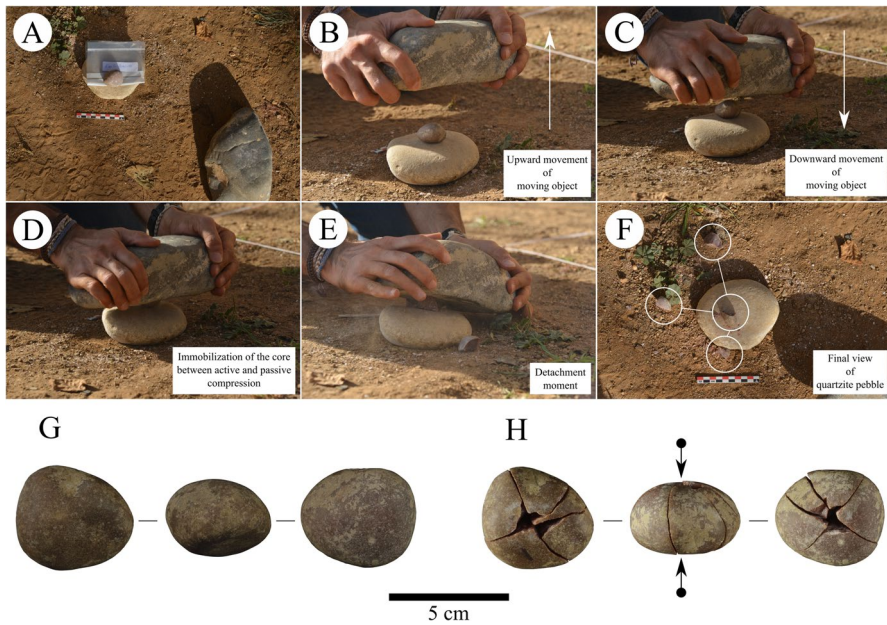 A
B
Upward movement
of
moving object
C
Downward movement
of
moving object
D
Immobilization of the core
between active and passive
compression
E
Detachment
moment
F
Final view
of
quartzite pebble
G
H
5 cm